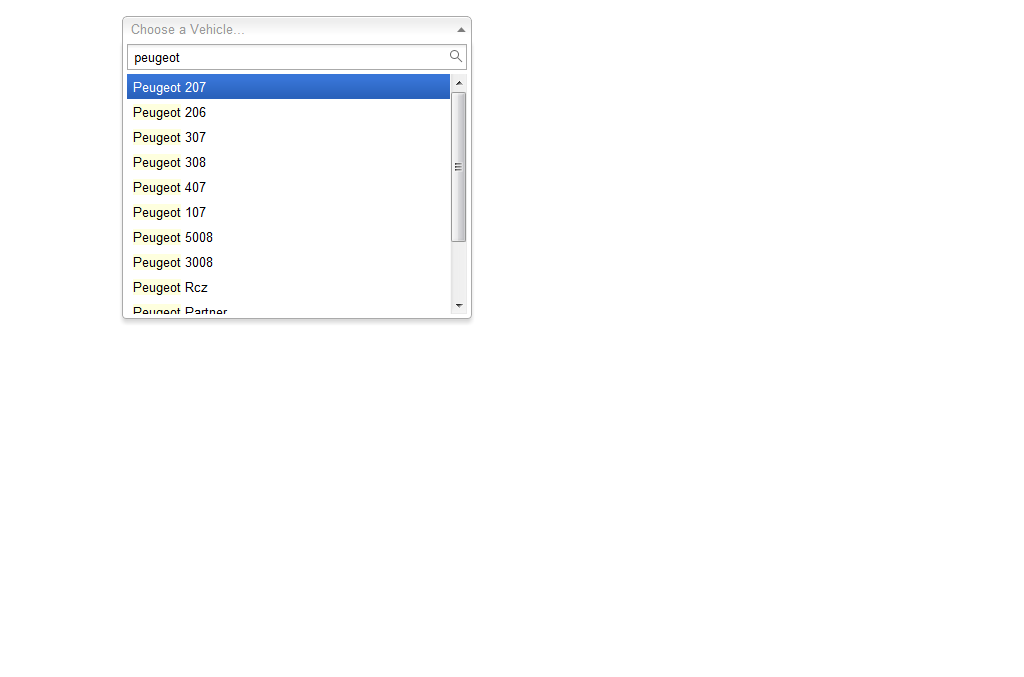 Choose a Vehicle...
peugeot
Peugeot 207
Peugeot 206
Peugeot 307
Peugeot 308
Peugeot 407
Peugeot 107
Peugeot 5008
Peugeot 3008
Peugeot Rcz
Peugeot Partner